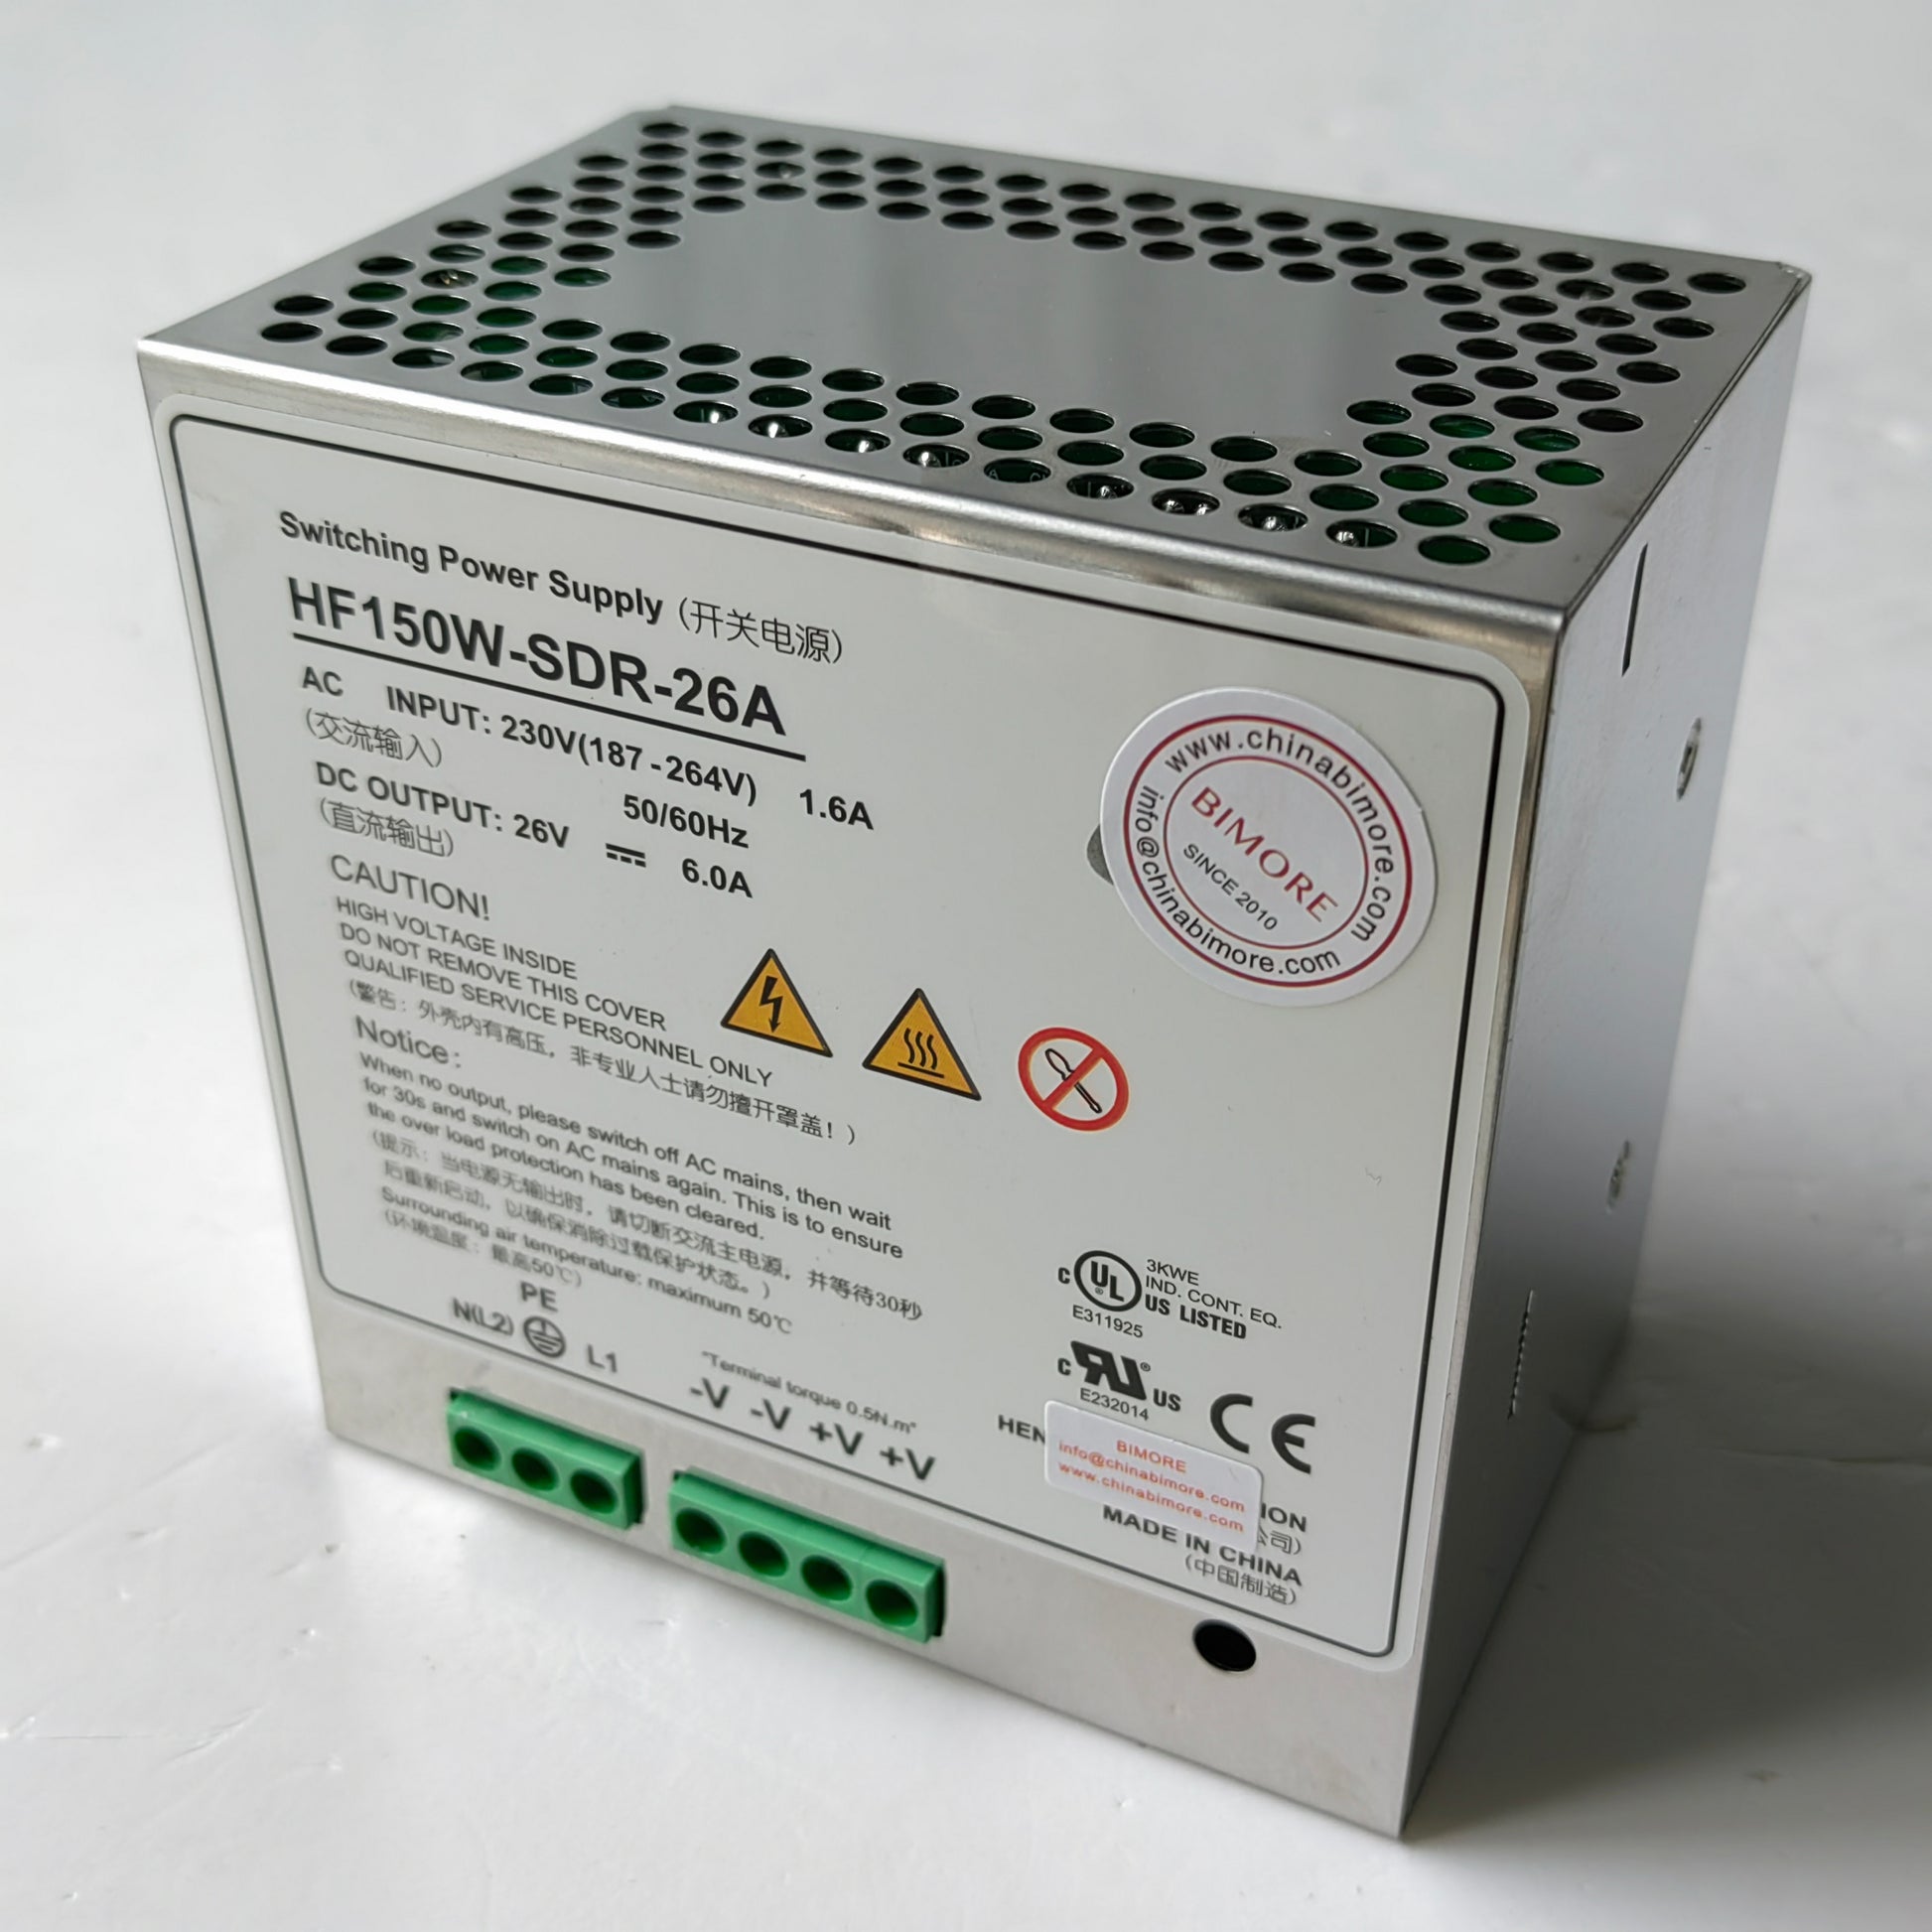 Switching Power Supply (开关电源)
HF150W-SDR-26A
AC INPUT: 230V(187-264V) 1.6A
(交流输入) 50/60Hz
DC OUTPUT: 26V 6.0A
(直流输出)
CAUTION!
HIGH VOLTAGE INSIDE
DO NOT REMOVE THIS COVER
QUALIFIED SERVICE PERSONNEL ONLY
(警告：外壳内有高压，非专业人士请勿擅开罩盖！)
Notice:
When no output, please switch off AC mains, then wait
for 30s and switch on AC mains again. This is to ensure
the over load protection has been cleared.
(提示：当电源无输出时，请切断交流主电源，并等待30秒
后重新启动，以确保消除过载保护状态。)
Surrounding air temperature: maximum 50℃
(环境温度：最高50℃)
PE
N(L2) L1
"Terminal torque 0.5N.m"
-V -V +V +V
www.chinabimore.com
BIMORE
SINCE 2010
info@chinabimore.com
C UL ® US LISTED
3KWE
IND. CONT. EQ.
E311925
C RU ® US
E232014
CE
HEN
BIMORE
info@chinabimore.com
www.chinabimore.com
ION
公司)
MADE IN CHINA
(中国制造)